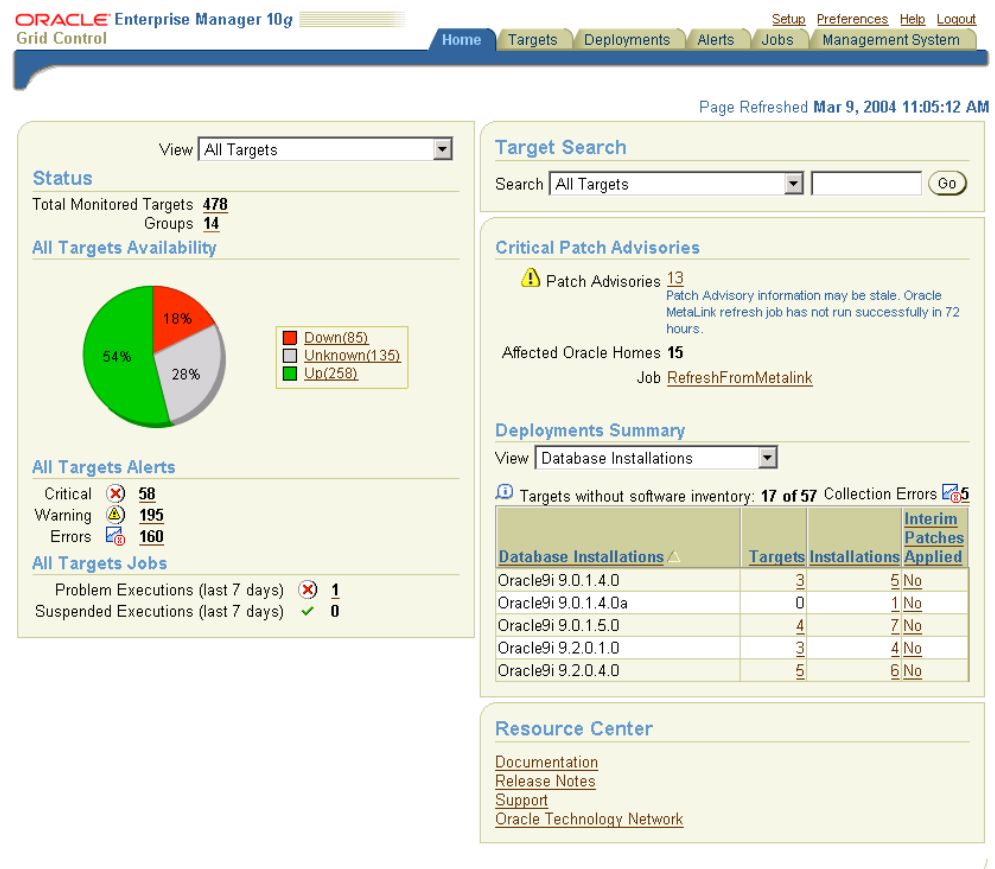 ORACLE Enterprise Manager 10g
Grid Control
Setup Preferences Help Logout
Home Targets Deployments Alerts Jobs Management System
Page Refreshed Mar 9, 2004 11:05:12 AM
View All Targets
Status
Total Monitored Targets 478
Groups 14
All Targets Availability
18%
54%
28%
Down(85)
Unknown(135)
Up(258)
All Targets Alerts
Critical 58
Warning 195
Errors 160
All Targets Jobs
Problem Executions (last 7 days) 1
Suspended Executions (last 7 days) 0
Target Search
Search All Targets Go
Critical Patch Advisories
Patch Advisories 13
Patch Advisory information may be stale. Oracle
MetaLink refresh job has not run successfully in 72
hours.
Affected Oracle Homes 15
Job RefreshFromMetalink
Deployments Summary
View Database Installations
Targets without software inventory: 17 of 57 Collection Errors 5
Database Installations Targets Installations Interim Patches Applied
Oracle9i 9.0.1.4.0 3 5 No
Oracle9i 9.0.1.4.0a 0 1 No
Oracle9i 9.0.1.5.0 4 7 No
Oracle9i 9.2.0.1.0 3 4 No
Oracle9i 9.2.0.4.0 5 6 No
Resource Center
Documentation
Release Notes
Support
Oracle Technology Network